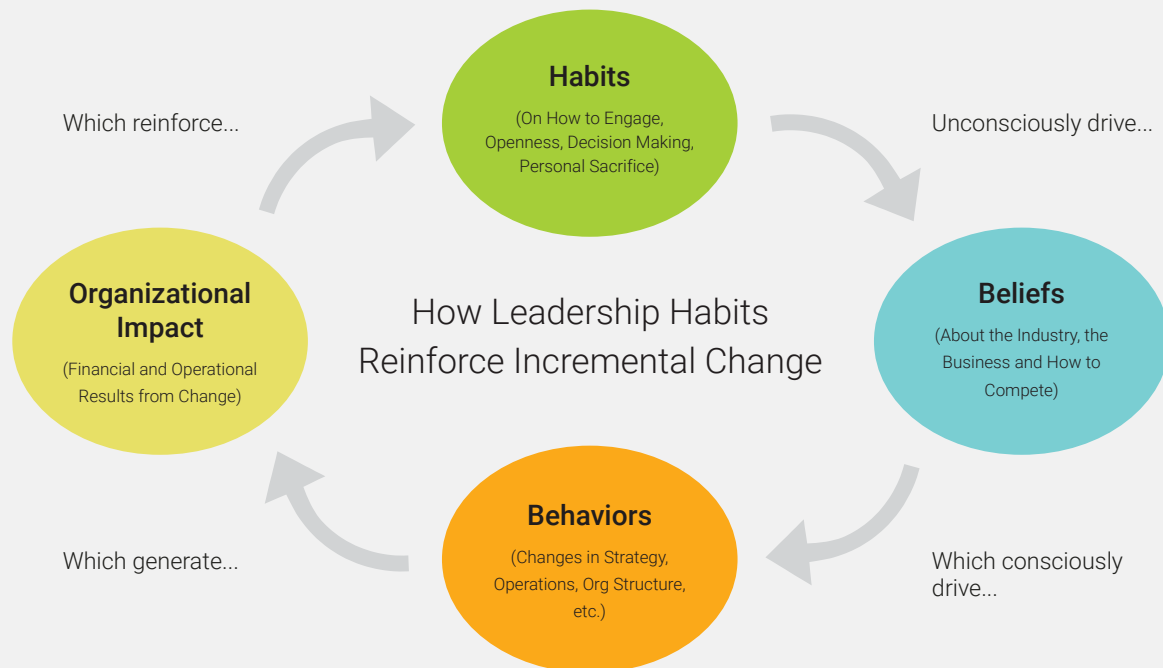 Habits
(On How to Engage,
Openness, Decision Making,
Personal Sacrifice)
Which reinforce...
Unconsciously drive...
Organizational
Impact
(Financial and Operational
Results from Change)
How Leadership Habits
Reinforce Incremental Change
Beliefs
(About the Industry, the
Business and How to
Compete)
Behaviors
(Changes in Strategy,
Operations, Org Structure,
etc.)
Which generate...
Which consciously
drive...